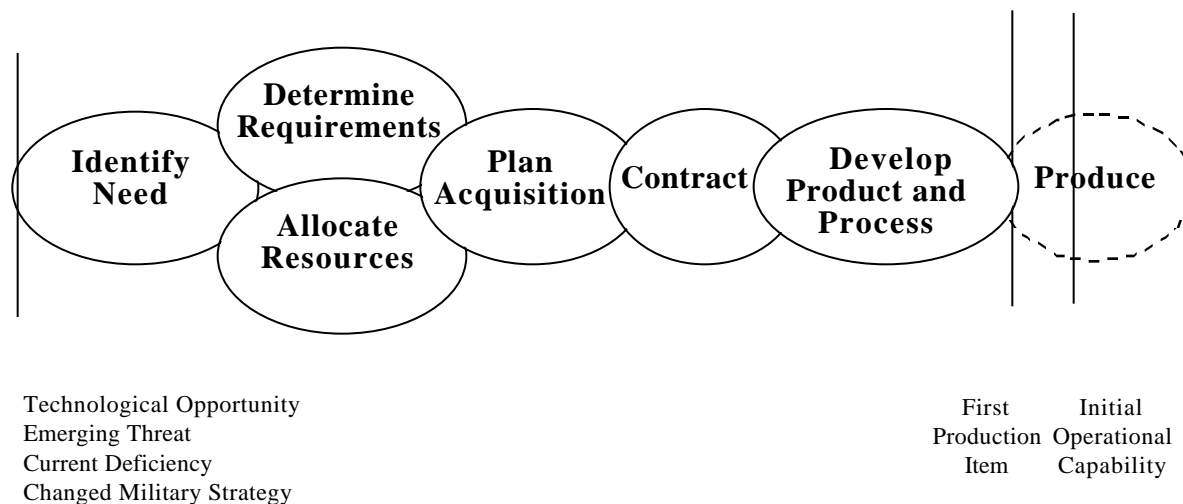 Identify
Need
Determine
Requirements
Allocate
Resources
Plan
Acquisition
Contract
Develop
Product and
Process
Produce
Technological Opportunity
Emerging Threat
Current Deficiency
Changed Military Strategy
First
Production
Item
Initial
Operational
Capability